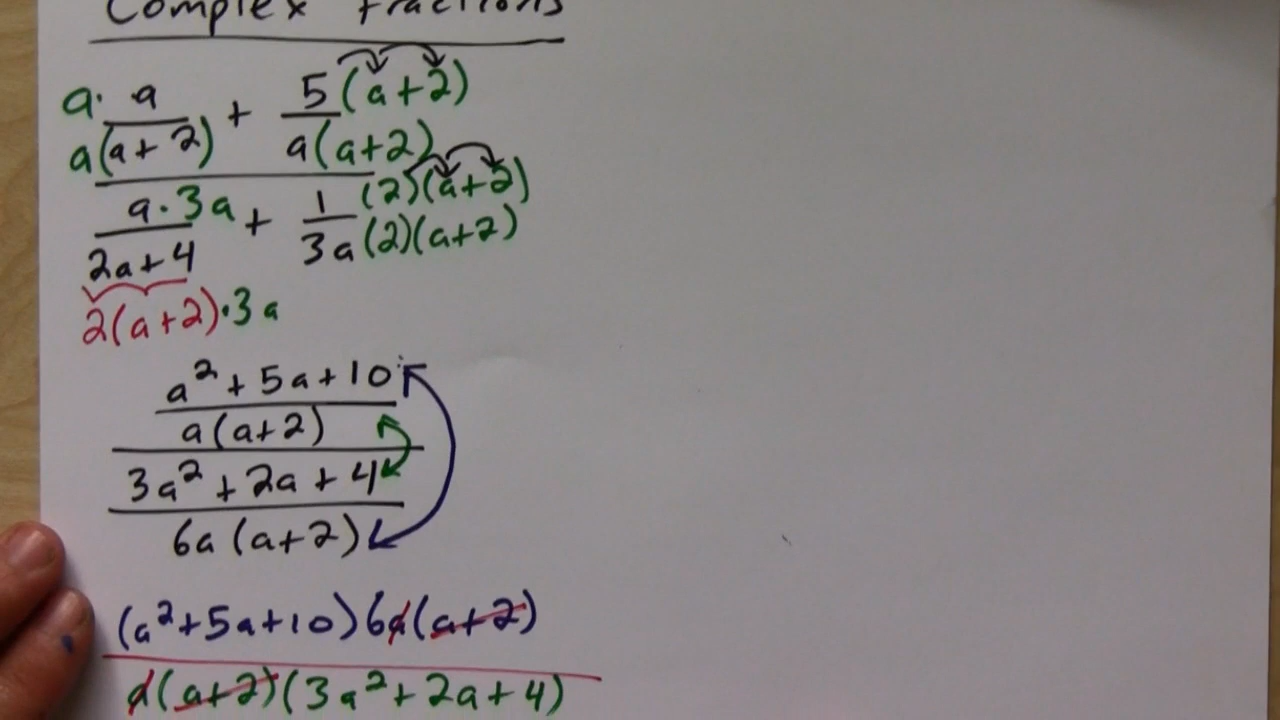 Complex Fractions
a · a/(a + 2) + 5(a + 2)
a(a + 2) a(a + 2)
a · 3a + 1 (2)(a + 2)
2a + 4 3a (2)(a + 2)
2(a + 2) · 3a
a² + 5a + 10
a(a + 2)
3a² + 2a + 4
6a(a + 2)
(a² + 5a + 10) 6a(a + 2)
a(a + 2)(3a² + 2a + 4)